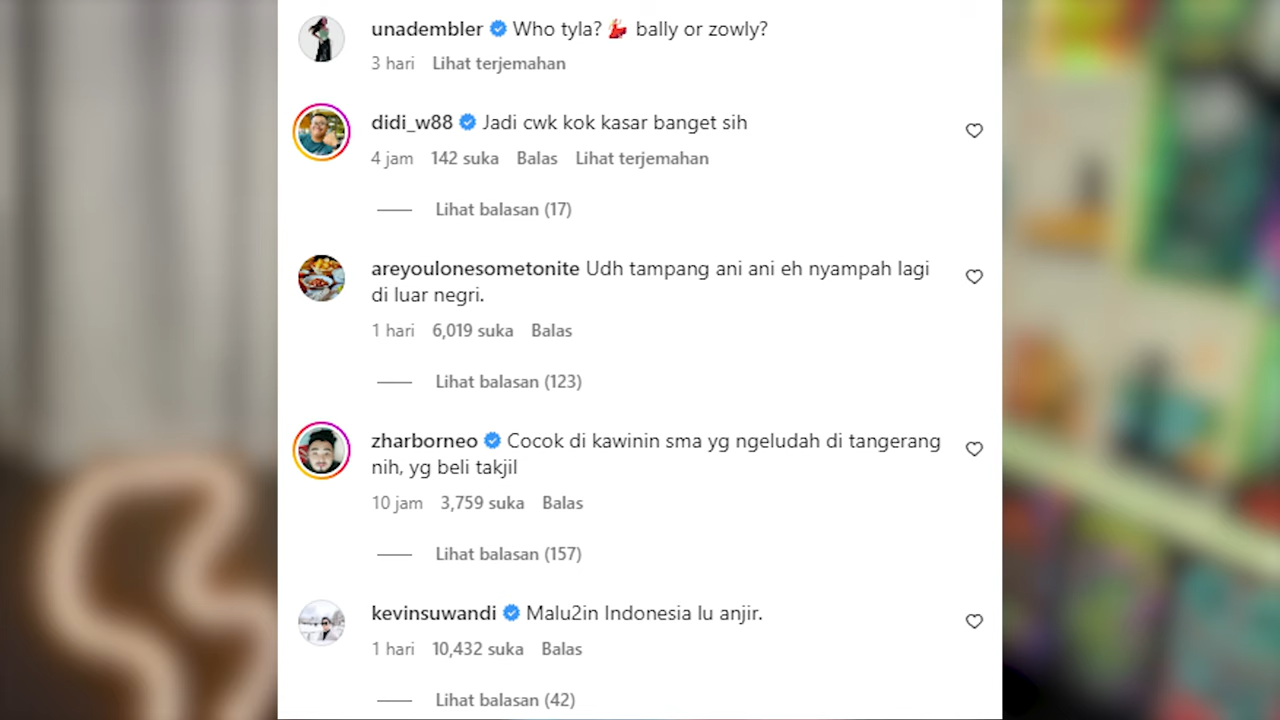 unadembler Who tyla? 💃 bally or zowly?
3 hari Lihat terjemahan
didi_w88 Jadi cwk kok kasar banget sih
4 jam 142 suka Balas Lihat terjemahan
Lihat balasan (17)
areyoulonesometonite Udh tampang ani ani eh nyampah lagi
di luar negri.
1 hari 6,019 suka Balas
Lihat balasan (123)
zharborneo Cocok di kawinin sma yg ngeludah di tangerang
nih, yg beli takjil
10 jam 3,759 suka Balas
Lihat balasan (157)
kevinsuwandi Malu2in Indonesia lu anjir.
1 hari 10,432 suka Balas
Lihat balasan (42)